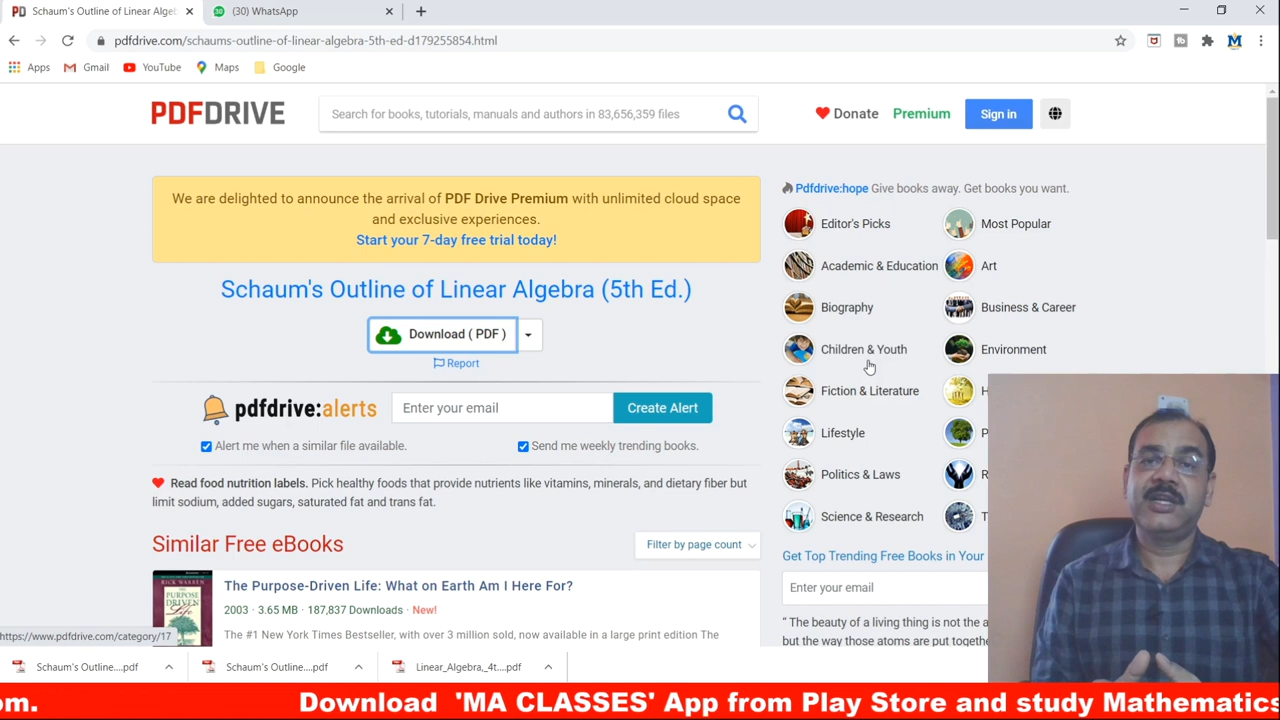 PD Schaum's Outline of Linear Alge
(30) WhatsApp
pdfdrive.com/schaums-outline-of-linear-algebra-5th-ed-d179255854.html
Apps Gmail YouTube Maps Google
PDFDRIVE
Search for books, tutorials, manuals and authors in 83,656,359 files
Donate Premium Sign in
We are delighted to announce the arrival of PDF Drive Premium with unlimited cloud space
and exclusive experiences.
Start your 7-day free trial today!
Schaum's Outline of Linear Algebra (5th Ed.)
Download ( PDF )
Report
pdfdrive:alerts Enter your email Create Alert
Alert me when a similar file available. Send me weekly trending books.
Read food nutrition labels. Pick healthy foods that provide nutrients like vitamins, minerals, and dietary fiber but
limit sodium, added sugars, saturated fat and trans fat.
Similar Free eBooks Filter by page count
RICK WARREN
THE
PURPOSE
DRIVEN
The Purpose-Driven Life: What on Earth Am I Here For?
2003 · 3.65 MB · 187,837 Downloads · New!
The #1 New York Times Bestseller, with over 3 million sold, now available in a large print edition The
Pdfdrive:hope Give books away. Get books you want.
Editor's Picks Most Popular
Academic & Education Art
Biography Business & Career
Children & Youth Environment
Fiction & Literature H
Lifestyle P
Politics & Laws R
Science & Research T
Get Top Trending Free Books in Your
Enter your email
“ The beauty of a living thing is not the a
but the way those atoms are put togethe
https://www.pdfdrive.com/category/17
Schaum's Outline....pdf Schaum's Outline....pdf Linear_Algebra,_4t....pdf
om. Download 'MA CLASSES' App from Play Store and study Mathematics